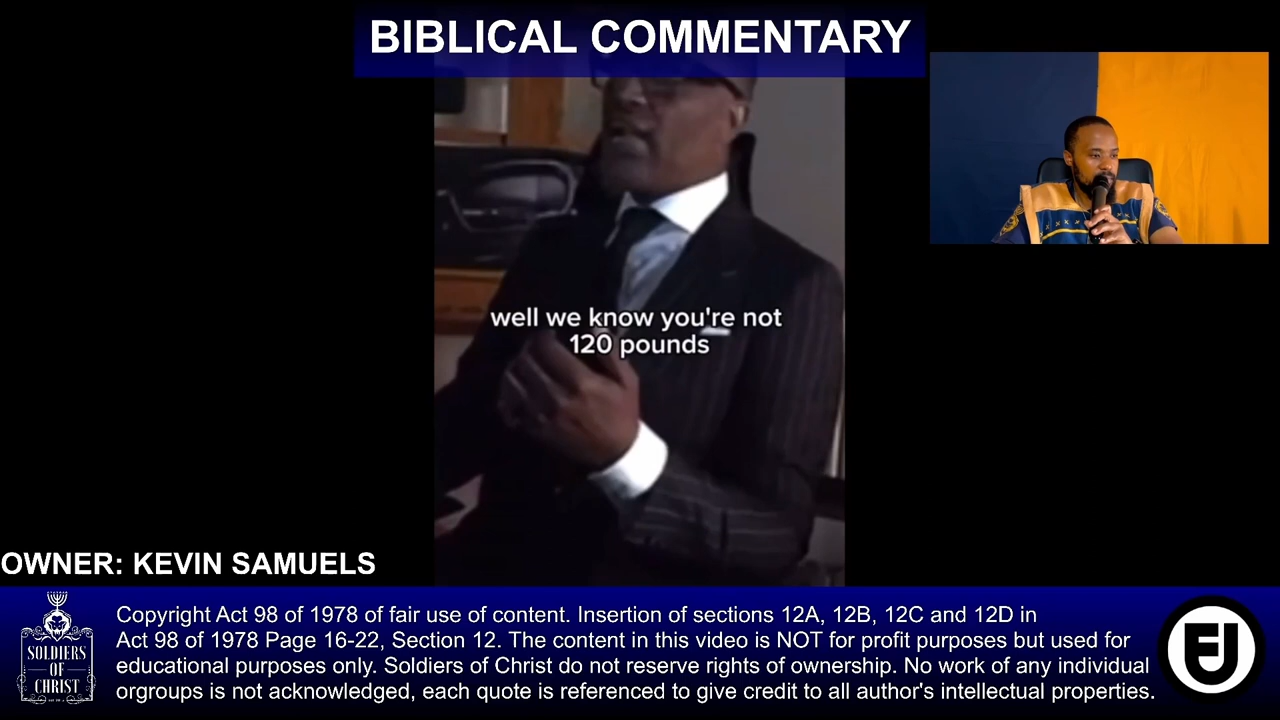 BIBLICAL COMMENTARY
well we know you're not
120 pounds
OWNER: KEVIN SAMUELS
Copyright Act 98 of 1978 of fair use of content. Insertion of sections 12A, 12B, 12C and 12D in
Act 98 of 1978 Page 16-22, Section 12. The content in this video is NOT for profit purposes but used for
educational purposes only. Soldiers of Christ do not reserve rights of ownership. No work of any individual
orgroups is not acknowledged, each quote is referenced to give credit to all author's intellectual properties.
SOLDIERS
OF
CHRIST
FJ